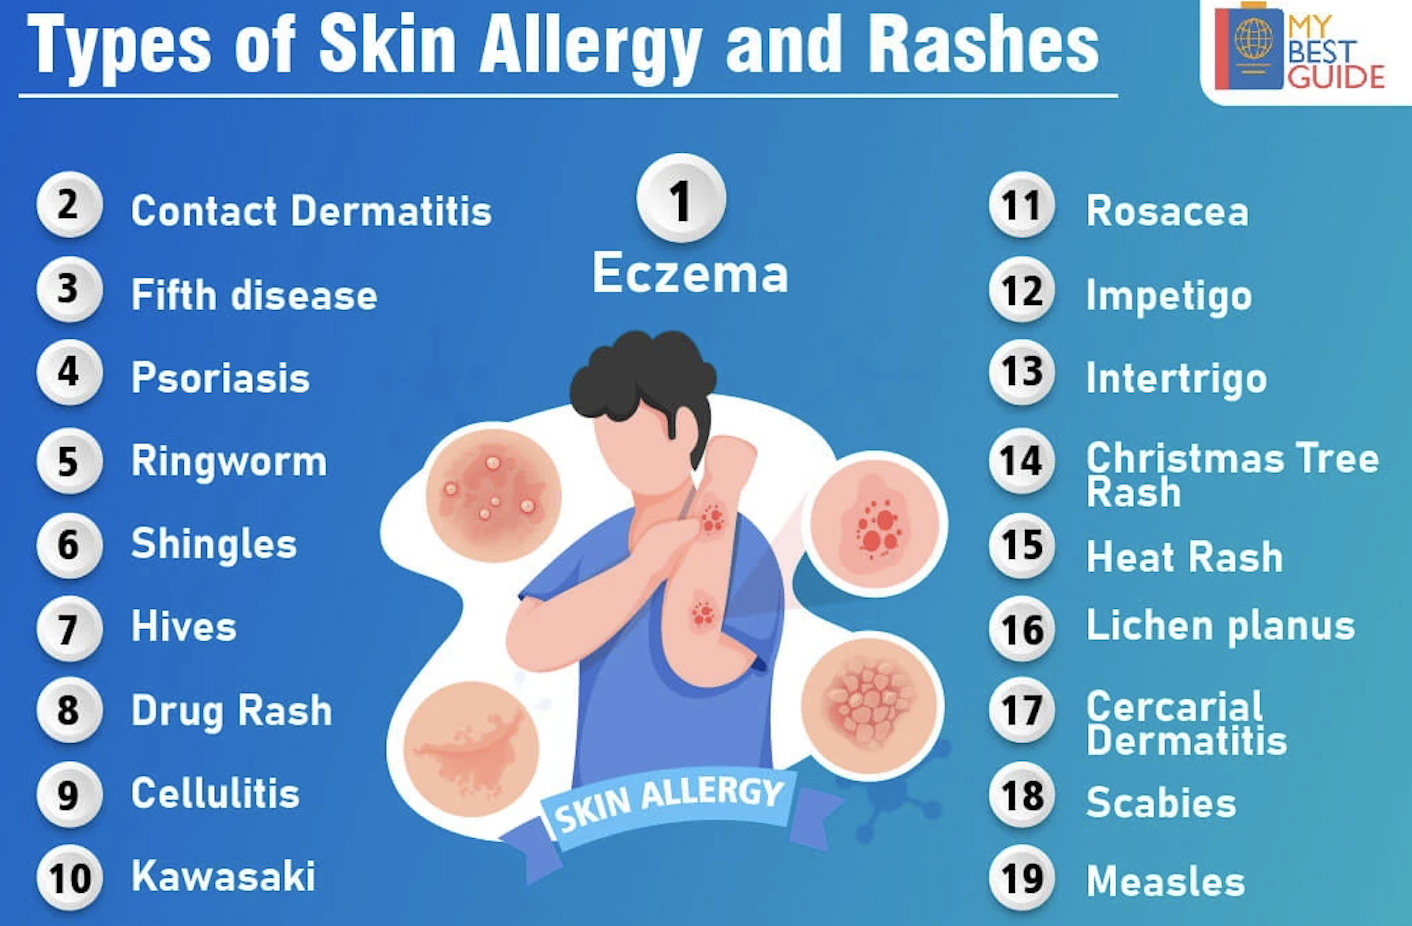 Types of Skin Allergy and Rashes
MY
BEST
GUIDE
1
Eczema
2 Contact Dermatitis
3 Fifth disease
4 Psoriasis
5 Ringworm
6 Shingles
7 Hives
8 Drug Rash
9 Cellulitis
10 Kawasaki
SKIN ALLERGY
11 Rosacea
12 Impetigo
13 Intertrigo
14 Christmas Tree
Rash
15 Heat Rash
16 Lichen planus
17 Cercarial
Dermatitis
18 Scabies
19 Measles